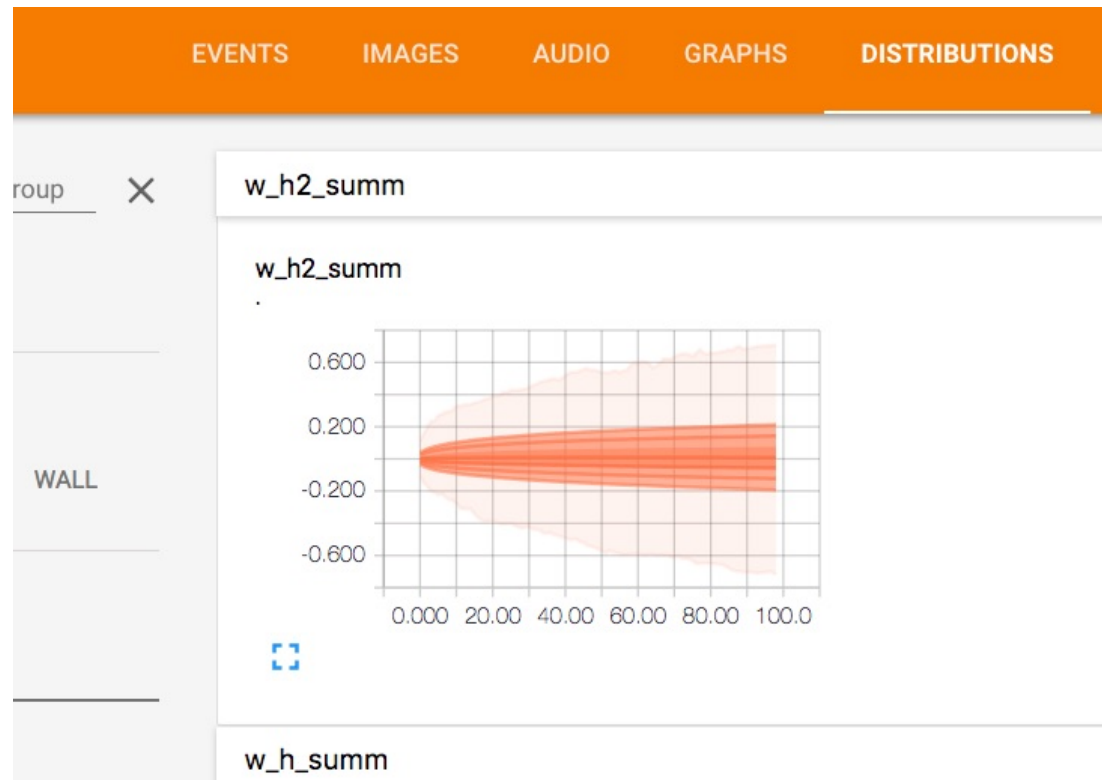 EVENTS IMAGES AUDIO GRAPHS DISTRIBUTIONS
roup
w_h2_summ
w_h2_summ
.
0.600
0.200
-0.200
-0.600
0.000 20.00 40.00 60.00 80.00 100.0
WALL
w_h_summ